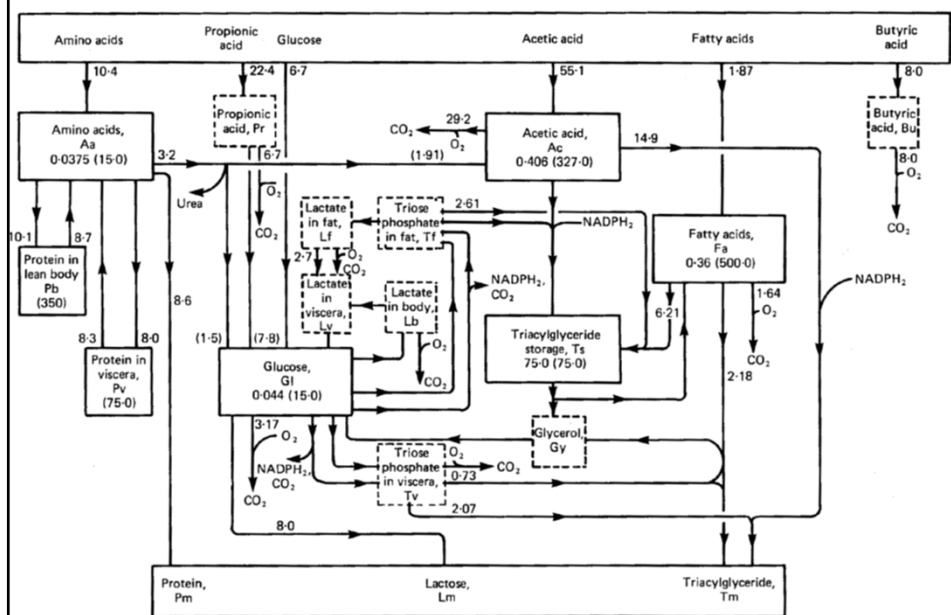 Amino acids
Propionic
acid
Glucose
Acetic acid
Fatty acids
Butyric
acid
10·4
22·4
6·7
55·1
1·87
8·0
Amino acids,
Aa
0·0375 (15·0)
Propionic
acid, Pr
CO₂
29·2
O₂
Acetic acid,
Ac
0·406 (327·0)
14·9
Butyric
acid, Bu
3·2
6·7
(1·91)
8·0
O₂
CO₂
Urea
O₂
CO₂
10·1
8·7
Protein in
lean body
Pb
(350)
Lactate
in fat,
Lf
Triose
phosphate
in fat, Tf
2·61
NADPH₂
Fatty acids,
Fa
0·36 (500·0)
2·7
O₂
CO₂
Lactate
in
viscera,
Lv
Lactate
in body,
Lb
NADPH₂,
CO₂
NADPH₂
8·6
6·21
1·64
O₂
CO₂
8·3
8·0
Protein in
viscera,
Pv
(75·0)
(1·5)
(7·8)
O₂
CO₂
Triacylglyceride
storage, Ts
75·0 (75·0)
Glucose,
Gl
0·044 (15·0)
2·18
3·17
O₂
CO₂
NADPH₂,
CO₂
Glycerol,
Gy
Triose
phosphate
in viscera,
Tv
O₂
CO₂
0·73
2·07
8·0
Protein,
Pm
Lactose,
Lm
Triacylglyceride,
Tm